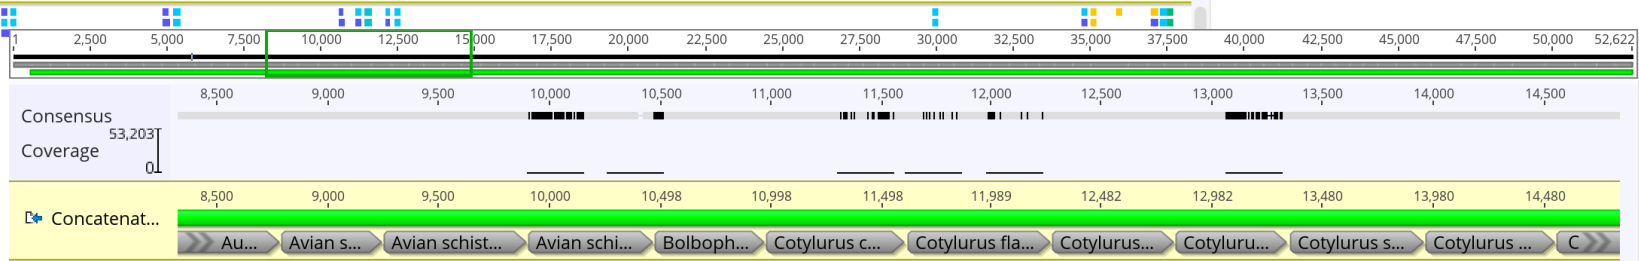 1 2,500 5,000 7,500 10,000 12,500 15,000 17,500 20,000 22,500 25,000 27,500 30,000 32,500 35,000 37,500 40,000 42,500 45,000 47,500 50,000 52,622
8,500 9,000 9,500 10,000 10,500 11,000 11,500 12,000 12,500 13,000 13,500 14,000 14,500
Consensus
53,203
Coverage
0
8,500 9,000 9,500 10,000 10,498 10,998 11,498 11,989 12,482 12,982 13,480 13,980 14,480
Concatenat...
Au... Avian s... Avian schist... Avian schi... Bolboph... Cotylurus c... Cotylurus fla... Cotylurus... Cotyluru... Cotylurus s... Cotylurus ... C